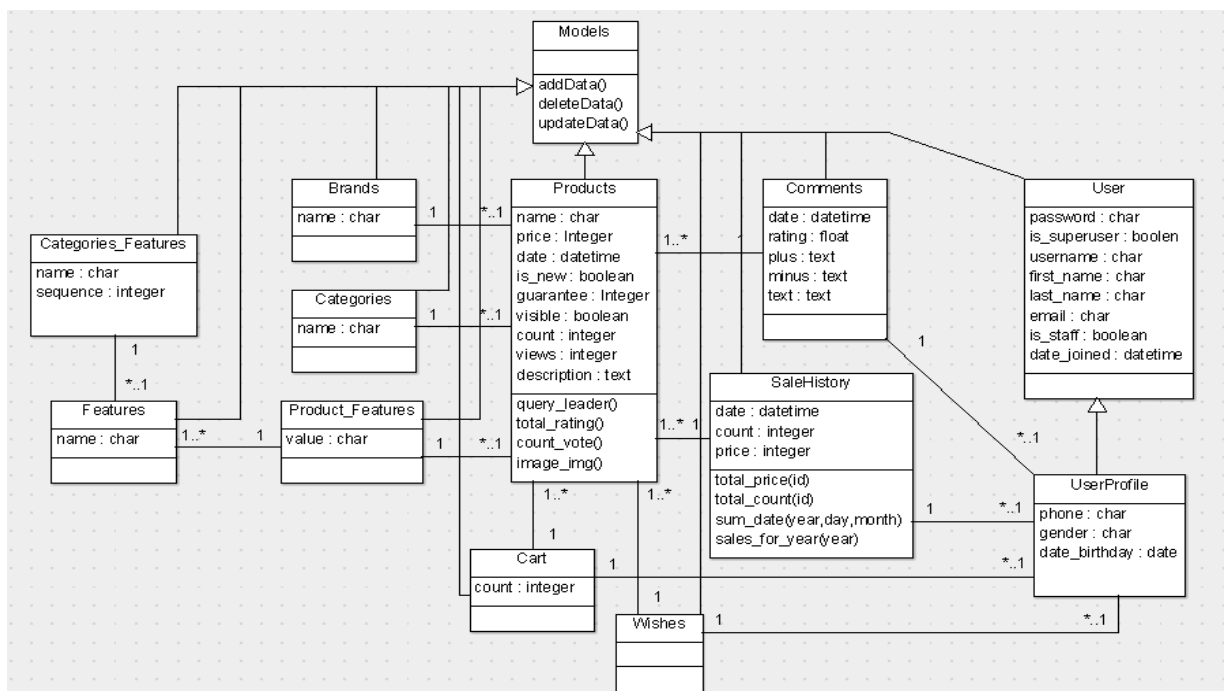 Models
addData()
deleteData()
updateData()
Brands
name : char
1
*..1
Products
name : char
price : Integer
date : datetime
is_new : boolean
guarantee : Integer
visible : boolean
count : integer
views : integer
description : text
query_leader()
total_rating()
count_vote()
image_img()
Comments
date : datetime
rating : float
plus : text
minus : text
text : text
1..*
1
User
password : char
is_superuser : boolen
username : char
first_name : char
last_name : char
email : char
is_staff : boolean
date_joined : datetime
Categories_Features
name : char
sequence : integer
1
*..1
Categories
name : char
1
*..1
Features
name : char
1..*
1
Product_Features
value : char
1
*..1
SaleHistory
date : datetime
count : integer
price : integer
total_price(id)
total_count(id)
sum_date(year,day,month)
sales_for_year(year)
1..*
1
1
*..1
UserProfile
phone : char
gender : char
date_birthday : date
1
*..1
1..*
1
Cart
count : integer
1
*..1
1..*
1
Wishes
1
*..1